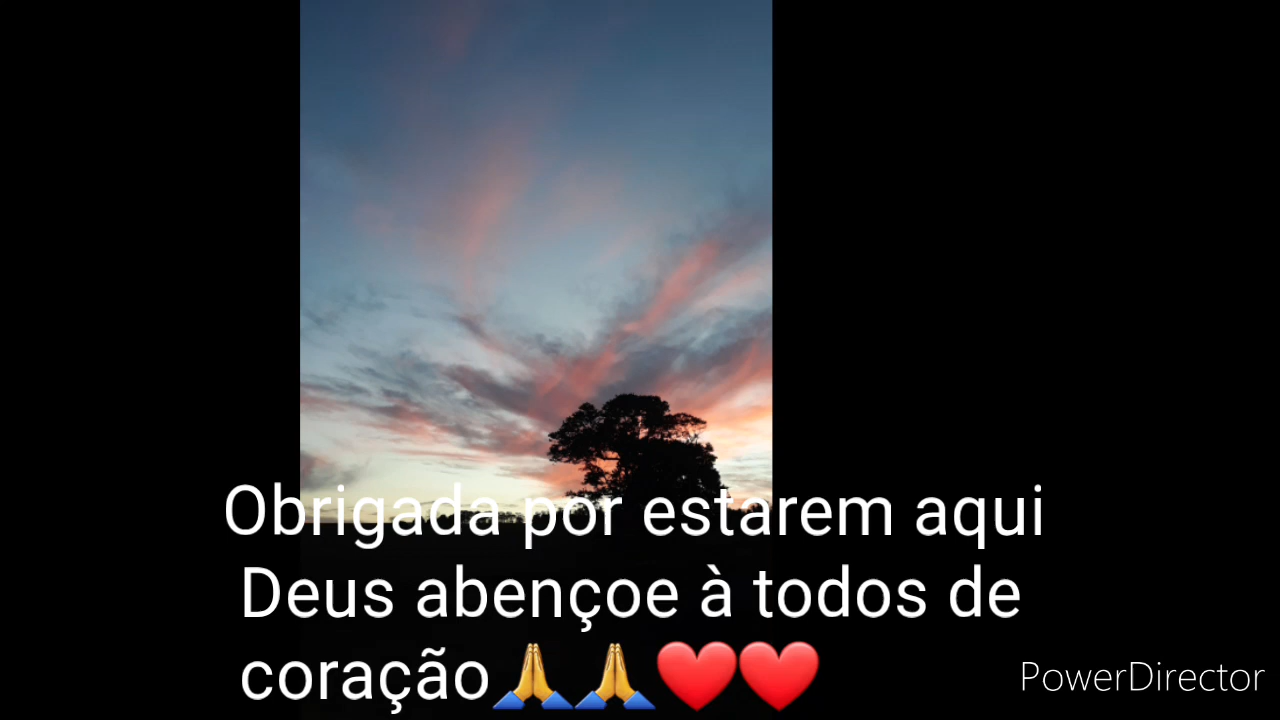 Obrigada por estarem aqui
Deus abençoe à todos de
coração🙏🙏❤️❤️
PowerDirector